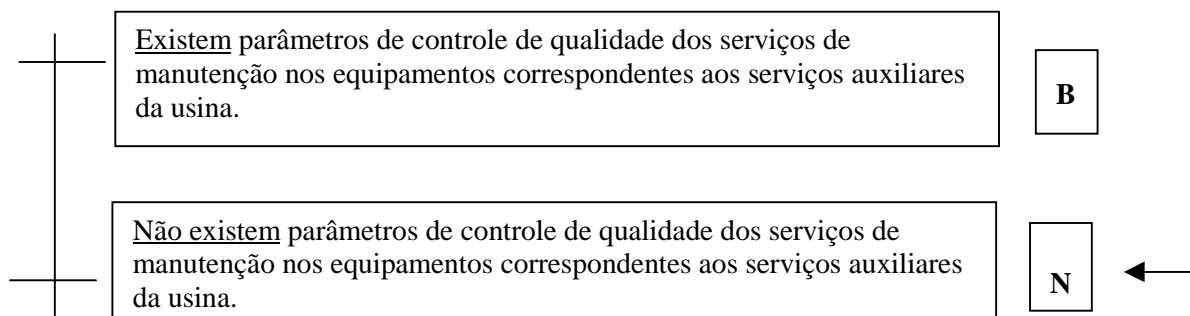 Existem parâmetros de controle de qualidade dos serviços de
manutenção nos equipamentos correspondentes aos serviços auxiliares
da usina.
B
Não existem parâmetros de controle de qualidade dos serviços de
manutenção nos equipamentos correspondentes aos serviços auxiliares
da usina.
N